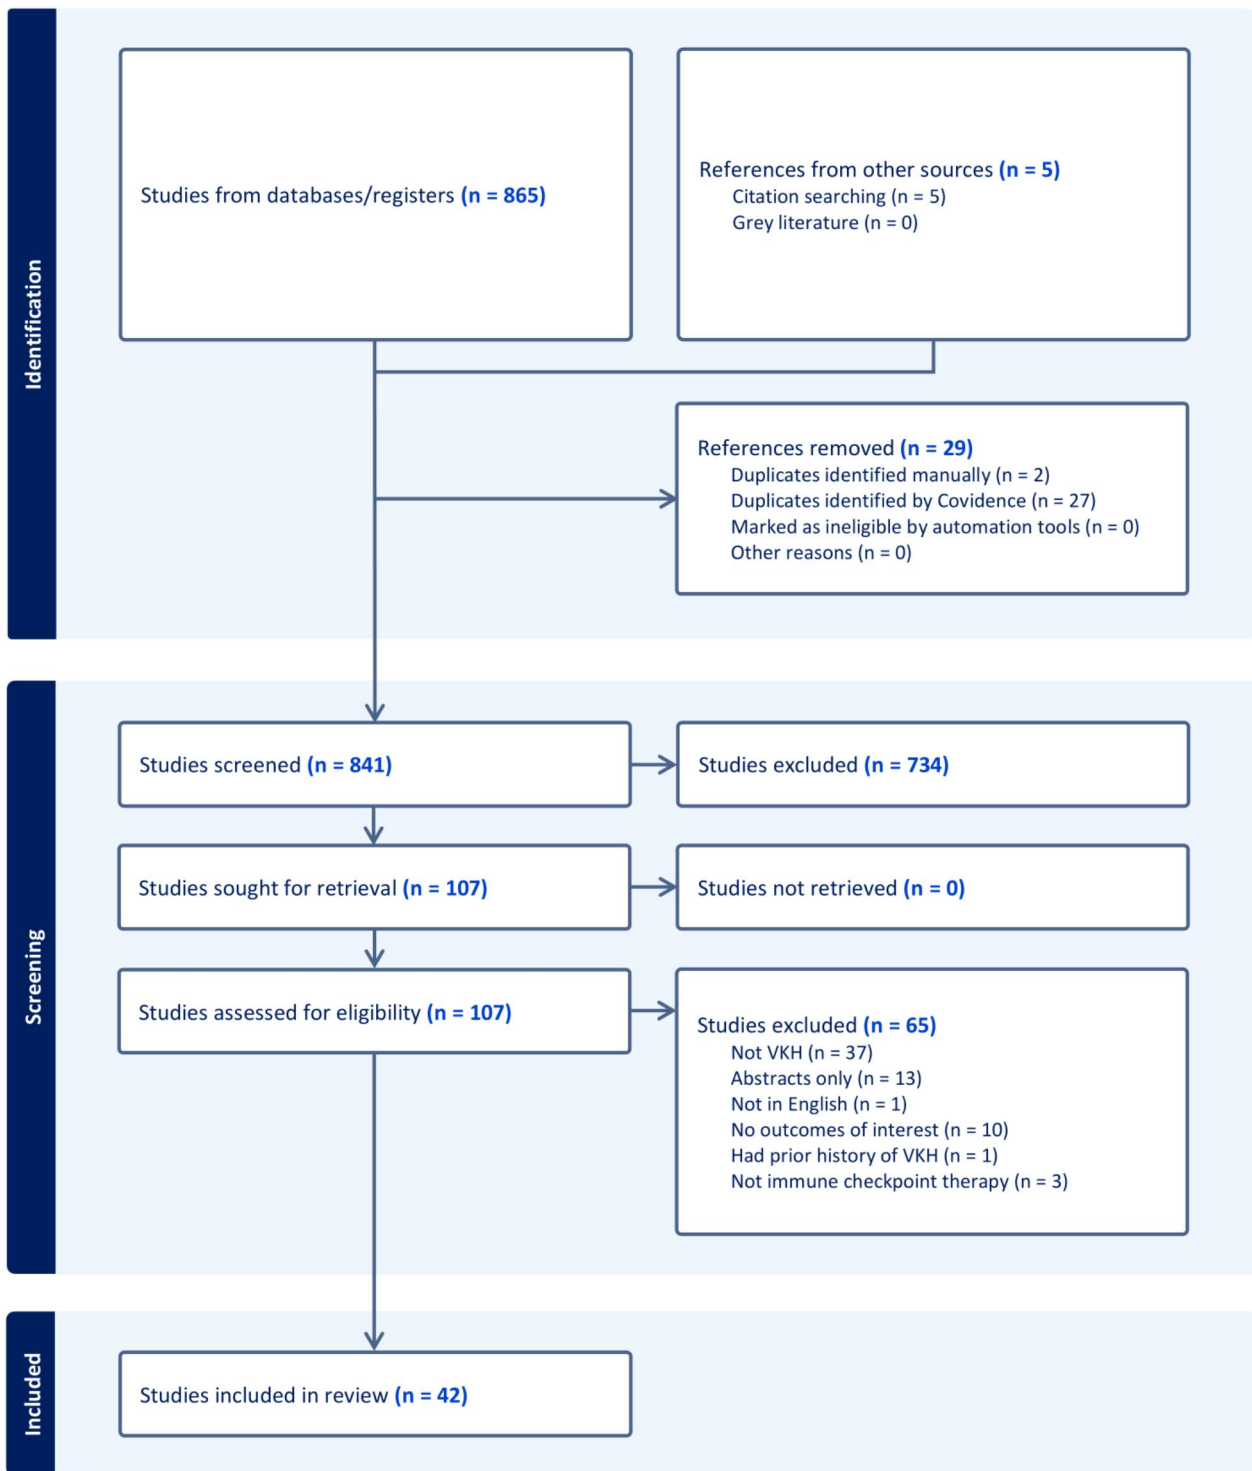 Identification
Studies from databases/registers (n = 865)
References from other sources (n = 5)
Citation searching (n = 5)
Grey literature (n = 0)
References removed (n = 29)
Duplicates identified manually (n = 2)
Duplicates identified by Covidence (n = 27)
Marked as ineligible by automation tools (n = 0)
Other reasons (n = 0)
Screening
Studies screened (n = 841)
Studies excluded (n = 734)
Studies sought for retrieval (n = 107)
Studies not retrieved (n = 0)
Studies assessed for eligibility (n = 107)
Studies excluded (n = 65)
Not VKH (n = 37)
Abstracts only (n = 13)
Not in English (n = 1)
No outcomes of interest (n = 10)
Had prior history of VKH (n = 1)
Not immune checkpoint therapy (n = 3)
Included
Studies included in review (n = 42)